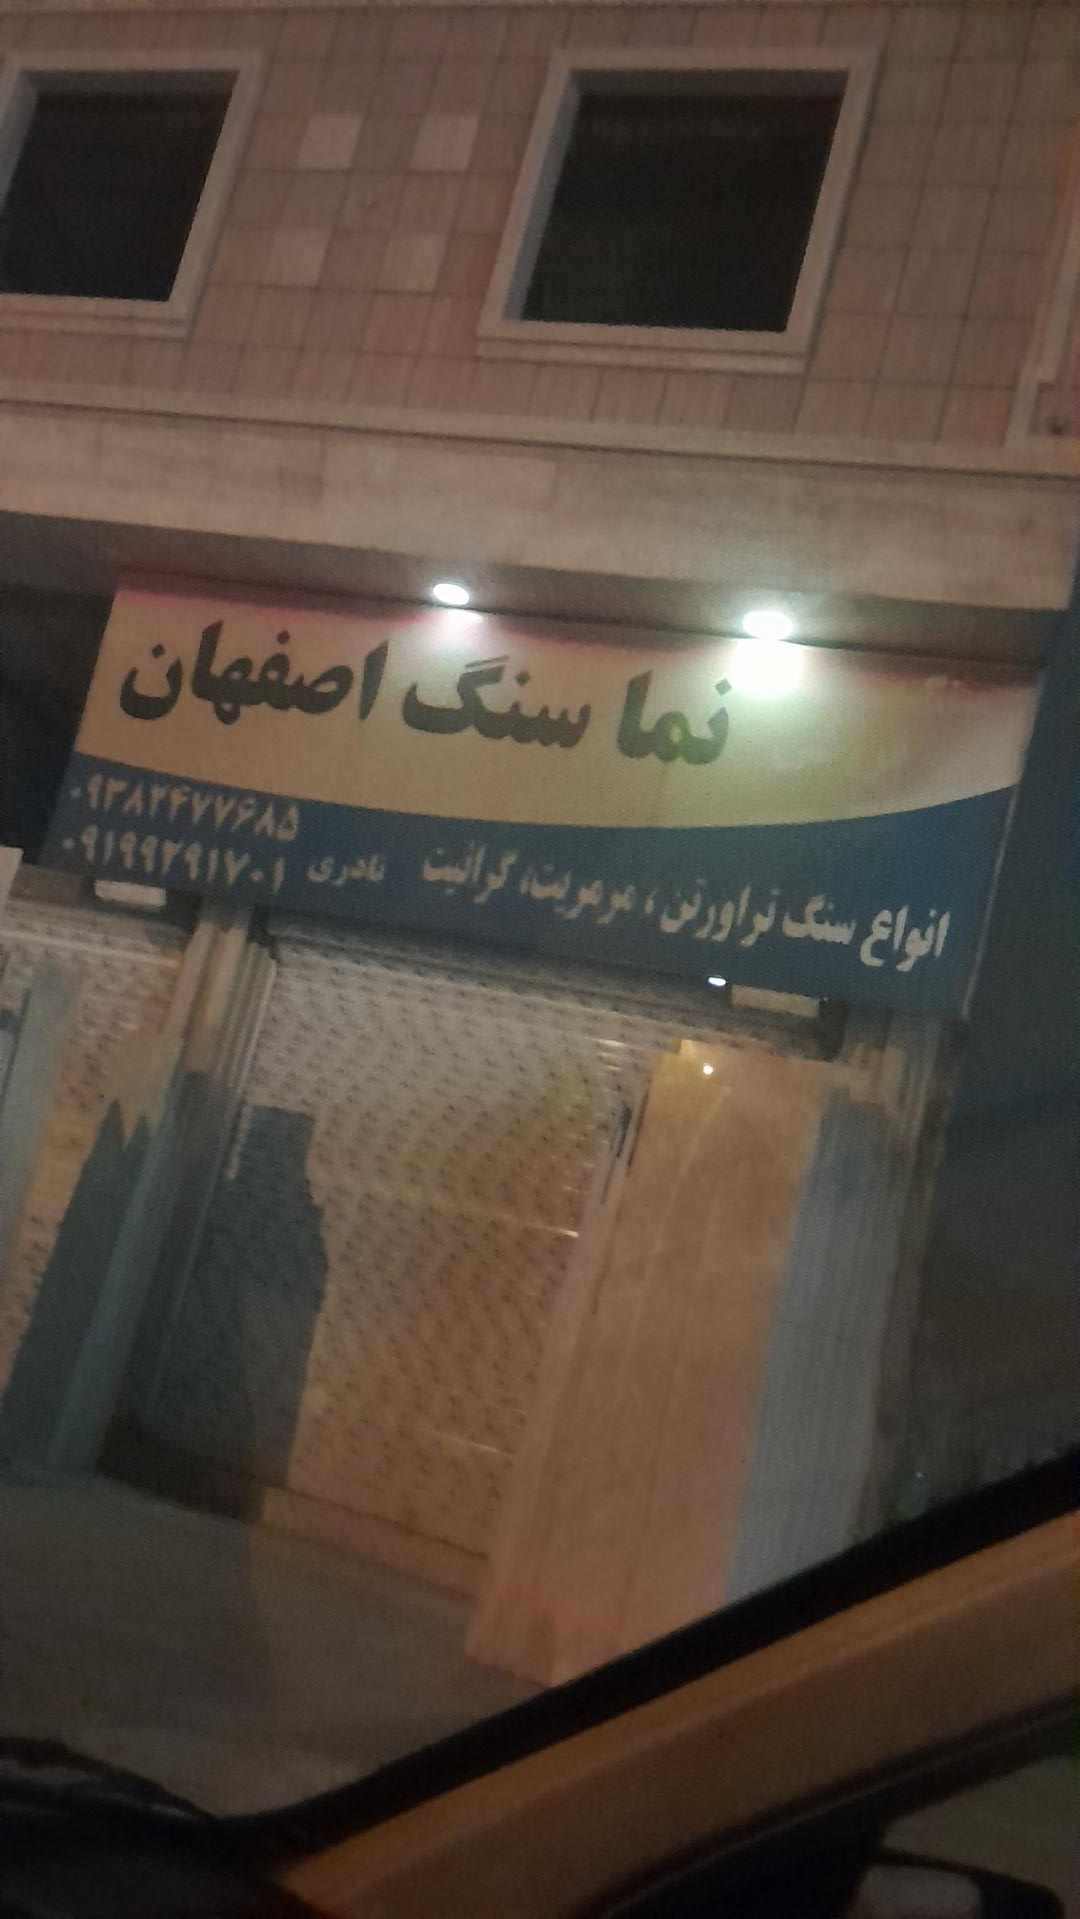 نما سنگ اصفهان
انواع سنگ تراورتن، مرمریت، گرانیت
۰۹۳۸۲۴۷۷۶۸۵
نادری ۰۹۱۹۹۲۹۱۷۰۱